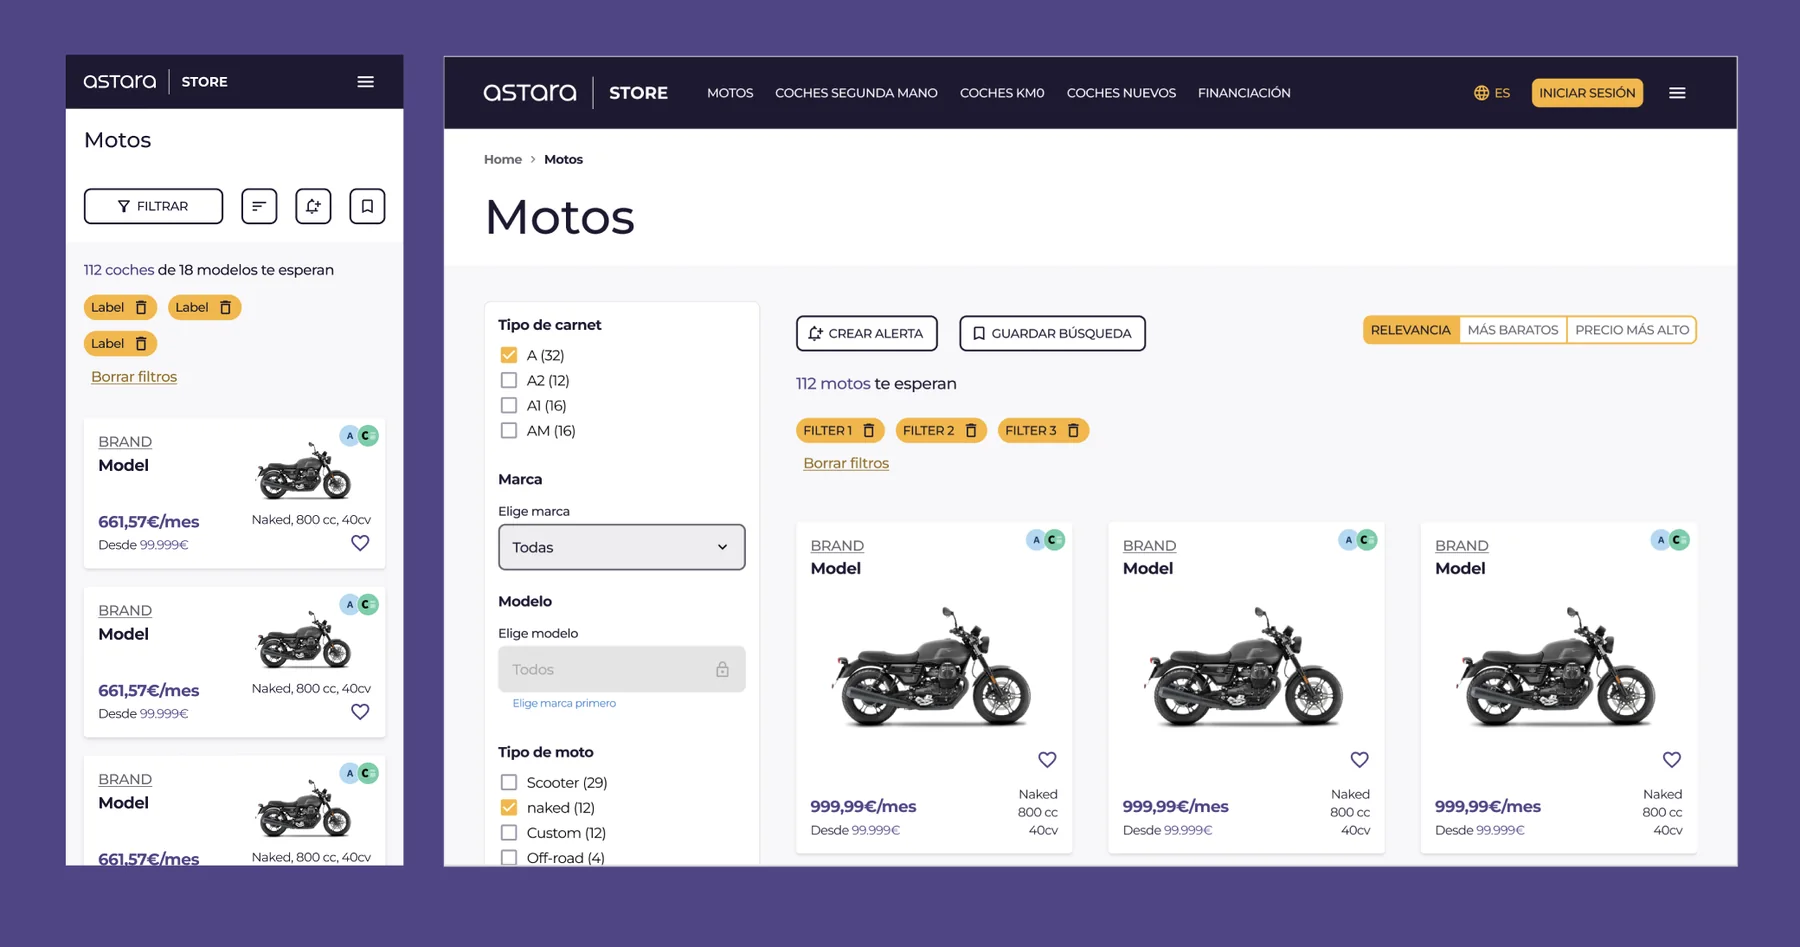 astara STORE
Motos
FILTRAR
112 coches de 18 modelos te esperan
Label Label
Label
Borrar filtros
BRAND A C
Model
661,57€/mes Naked, 800 cc, 40cv
Desde 99.999€
BRAND A C
Model
661,57€/mes Naked, 800 cc, 40cv
Desde 99.999€
BRAND A C
Model
661,57€/mes Naked, 800 cc, 40cv
astara STORE MOTOS COCHES SEGUNDA MANO COCHES KM0 COCHES NUEVOS FINANCIACIÓN ES INICIAR SESIÓN
Home > Motos
Motos
Tipo de carnet
A (32)
A2 (12)
A1 (16)
AM (16)
Marca
Elige marca
Todas
Modelo
Elige modelo
Todos
Elige marca primero
Tipo de moto
Scooter (29)
naked (12)
Custom (12)
Off-road (4)
CREAR ALERTA GUARDAR BÚSQUEDA RELEVANCIA MÁS BARATOS PRECIO MÁS ALTO
112 motos te esperan
FILTER 1 FILTER 2 FILTER 3
Borrar filtros
BRAND A C
Model
Naked
999,99€/mes 800 cc
Desde 99.999€ 40cv
BRAND A C
Model
Naked
999,99€/mes 800 cc
Desde 99.999€ 40cv
BRAND A C
Model
Naked
999,99€/mes 800 cc
Desde 99.999€ 40cv